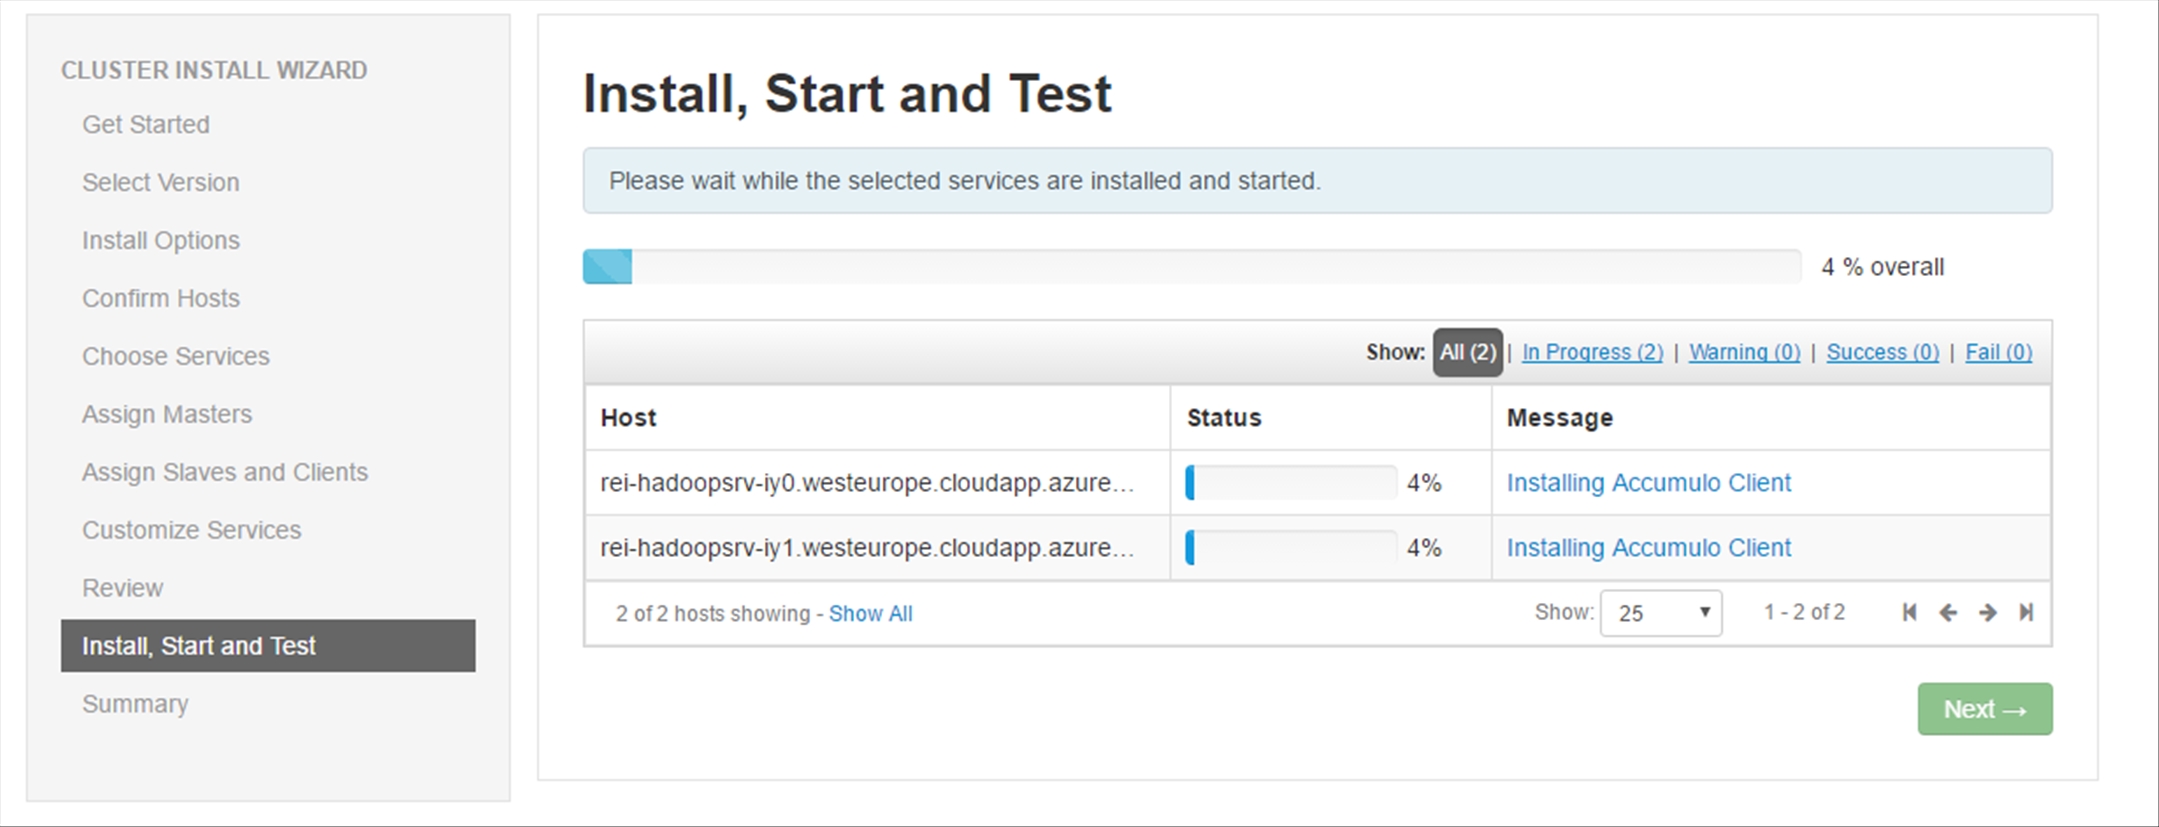 CLUSTER INSTALL WIZARD
Get Started
Select Version
Install Options
Confirm Hosts
Choose Services
Assign Masters
Assign Slaves and Clients
Customize Services
Review
Install, Start and Test
Summary
Install, Start and Test
Please wait while the selected services are installed and started.
4 % overall
Show: All (2) | In Progress (2) | Warning (0) | Success (0) | Fail (0)
Host Status Message
rei-hadoopsrv-iy0.westeurope.cloudapp.azure... 4% Installing Accumulo Client
rei-hadoopsrv-iy1.westeurope.cloudapp.azure... 4% Installing Accumulo Client
2 of 2 hosts showing - Show All Show: 25 1 - 2 of 2
Next →